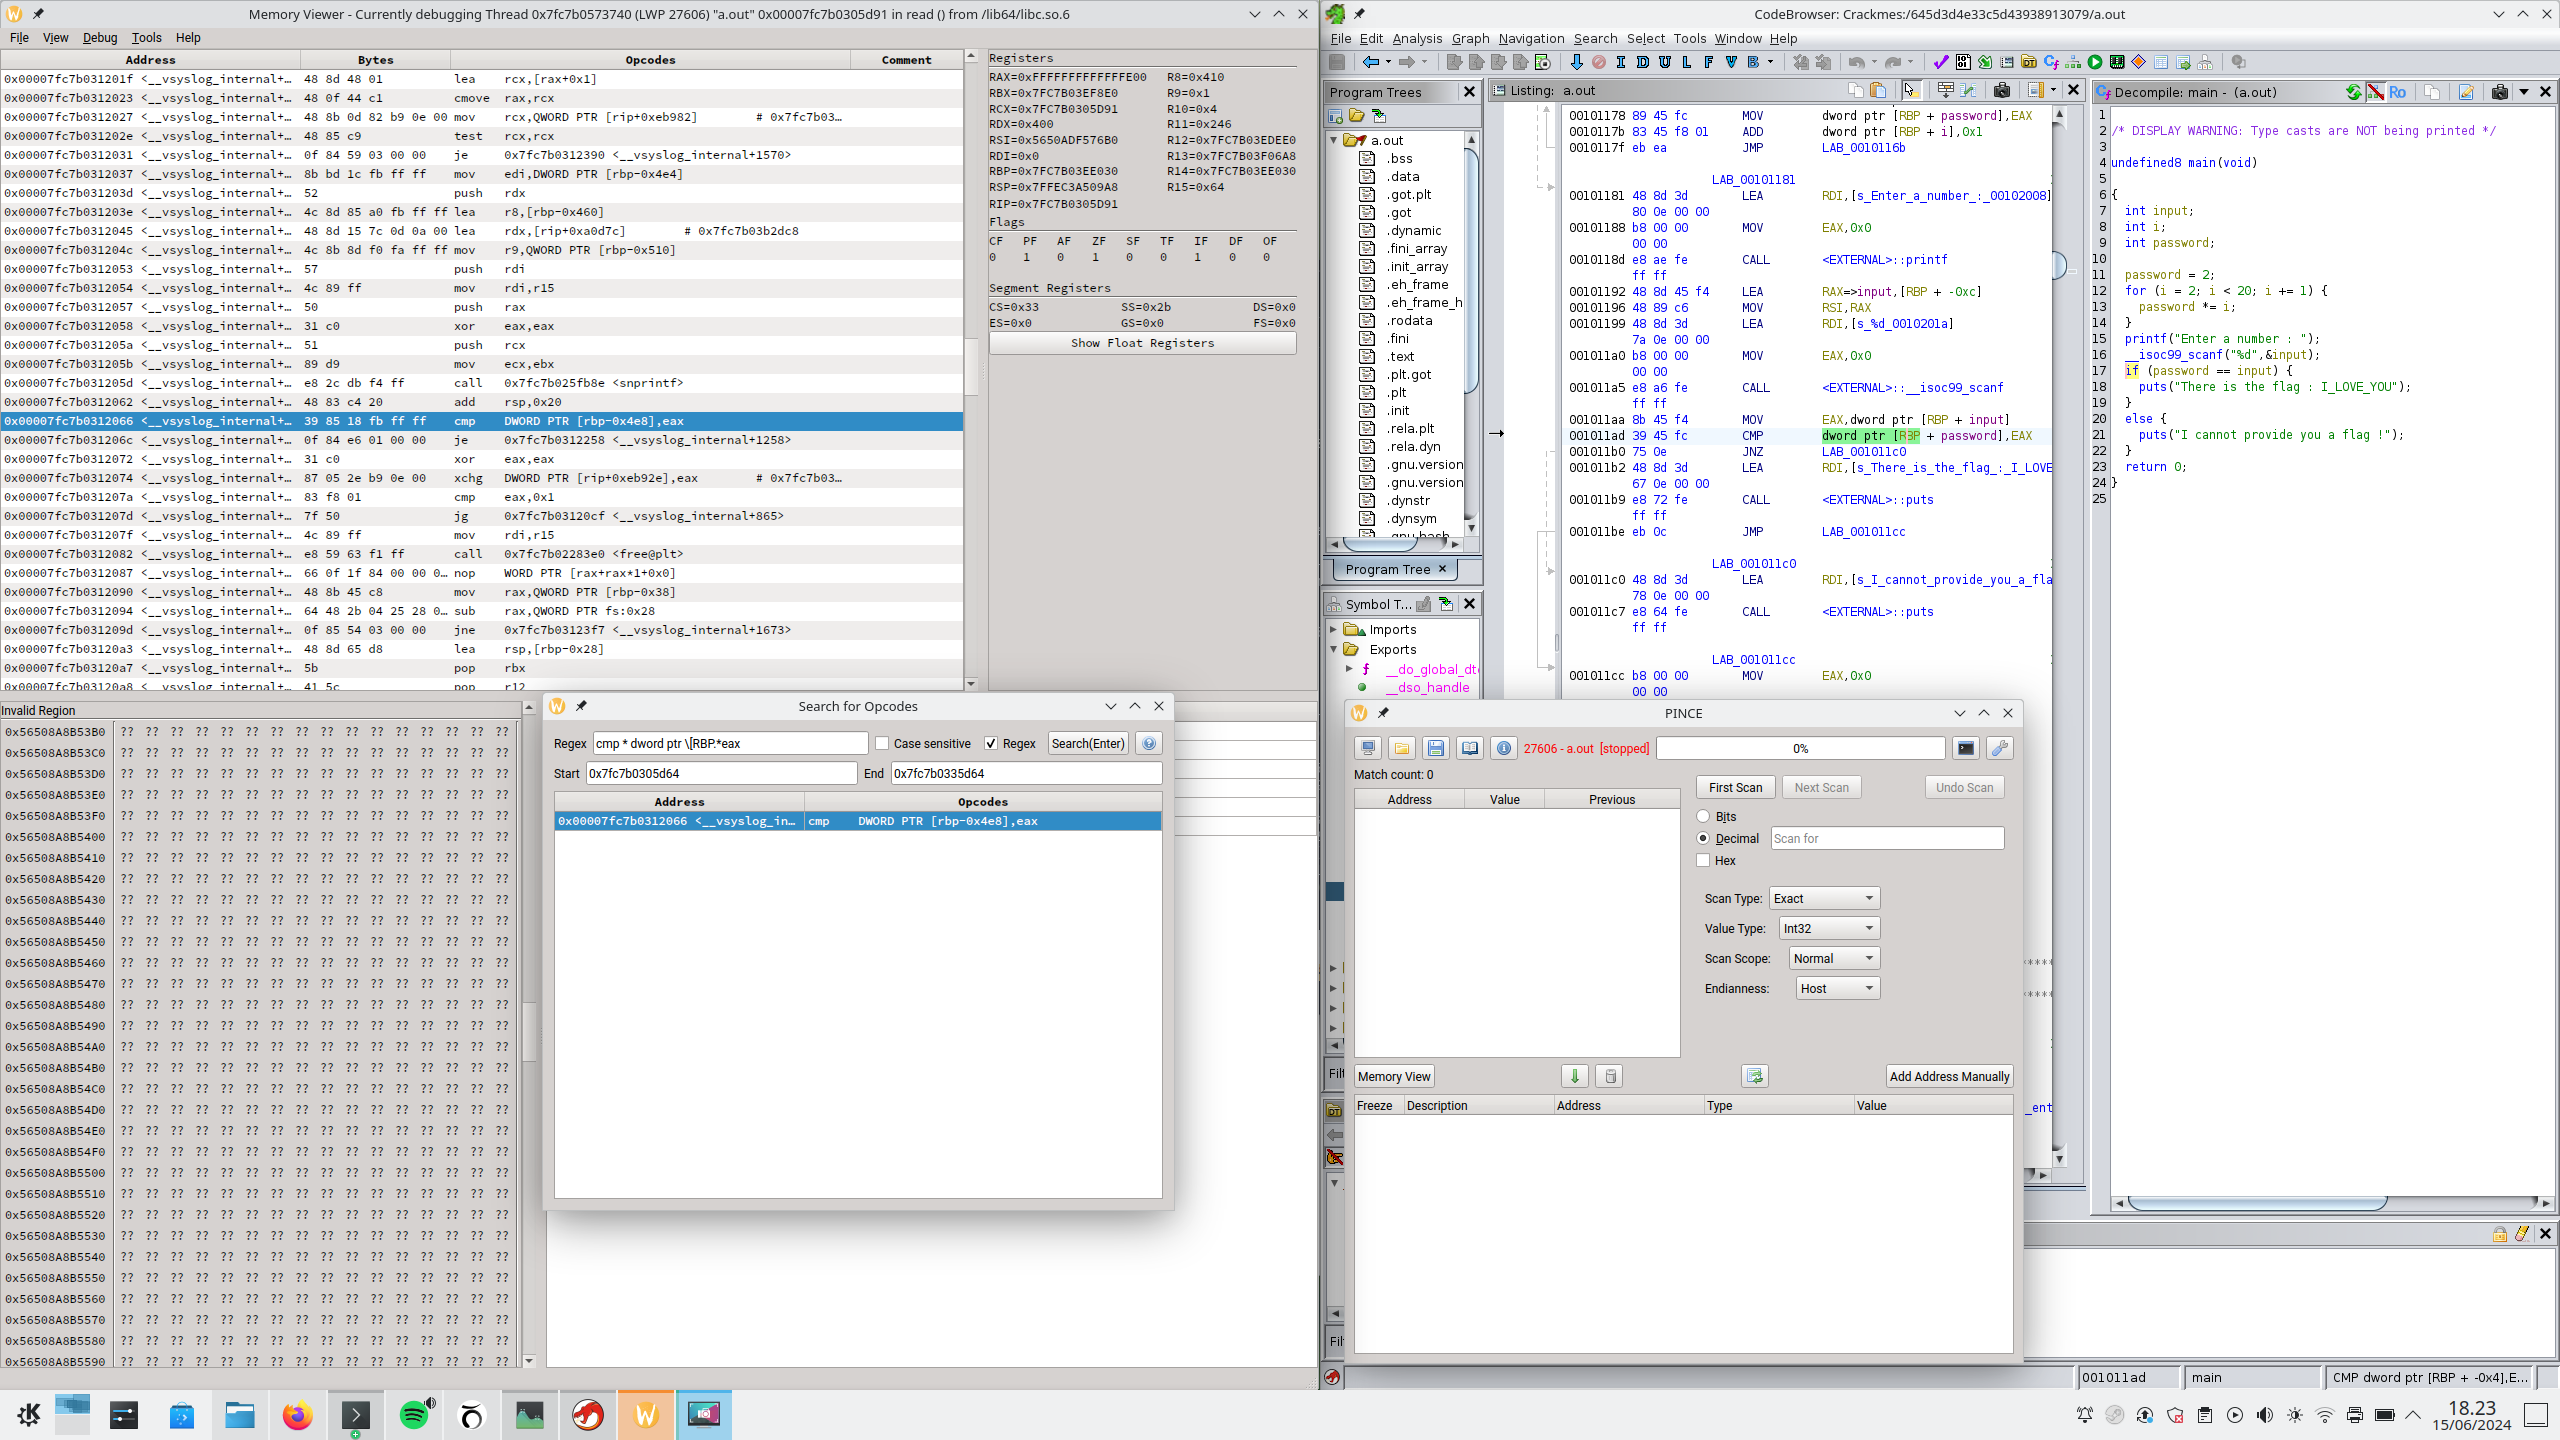 Memory Viewer - Currently debugging Thread 0x7fc7b0573740 (LWP 27606) "a.out" 0x00007fc7b0305d91 in read () from /lib64/libc.so.6
File View Debug Tools Help
Address Bytes Opcodes Comment
0x00007fc7b031201f <__vsyslog_internal+… 48 8d 48 01 lea rcx,[rax+0x1]
0x00007fc7b0312023 <__vsyslog_internal+… 48 0f 44 c1 cmove rax,rcx
0x00007fc7b0312027 <__vsyslog_internal+… 48 8b 0d 82 b9 0e 00 mov rcx,QWORD PTR [rip+0xeb982] # 0x7fc7b03…
0x00007fc7b031202e <__vsyslog_internal+… 48 85 c9 test rcx,rcx
0x00007fc7b0312031 <__vsyslog_internal+… 0f 84 59 03 00 00 je 0x7fc7b0312390 <__vsyslog_internal+1570>
0x00007fc7b0312037 <__vsyslog_internal+… 8b bd 1c fb ff ff mov edi,DWORD PTR [rbp-0x4e4]
0x00007fc7b031203d <__vsyslog_internal+… 52 push rdx
0x00007fc7b031203e <__vsyslog_internal+… 4c 8d 85 a0 fb ff ff lea r8,[rbp-0x460]
0x00007fc7b0312045 <__vsyslog_internal+… 48 8d 15 7c 0d 0a 00 lea rdx,[rip+0xa0d7c] # 0x7fc7b03b2dc8
0x00007fc7b031204c <__vsyslog_internal+… 4c 8b 8d f0 fa ff ff mov r9,QWORD PTR [rbp-0x510]
0x00007fc7b0312053 <__vsyslog_internal+… 57 push rdi
0x00007fc7b0312054 <__vsyslog_internal+… 4c 89 ff mov rdi,r15
0x00007fc7b0312057 <__vsyslog_internal+… 50 push rax
0x00007fc7b0312058 <__vsyslog_internal+… 31 c0 xor eax,eax
0x00007fc7b031205a <__vsyslog_internal+… 51 push rcx
0x00007fc7b031205b <__vsyslog_internal+… 89 d9 mov ecx,ebx
0x00007fc7b031205d <__vsyslog_internal+… e8 2c db f4 ff call 0x7fc7b025fb8e <snprintf>
0x00007fc7b0312062 <__vsyslog_internal+… 48 83 c4 20 add rsp,0x20
0x00007fc7b0312066 <__vsyslog_internal+… 39 85 18 fb ff ff cmp DWORD PTR [rbp-0x4e8],eax
0x00007fc7b031206c <__vsyslog_internal+… 0f 84 e6 01 00 00 je 0x7fc7b0312258 <__vsyslog_internal+1258>
0x00007fc7b0312072 <__vsyslog_internal+… 31 c0 xor eax,eax
0x00007fc7b0312074 <__vsyslog_internal+… 87 05 2e b9 0e 00 xchg DWORD PTR [rip+0xeb92e],eax # 0x7fc7b03…
0x00007fc7b031207a <__vsyslog_internal+… 83 f8 01 cmp eax,0x1
0x00007fc7b031207d <__vsyslog_internal+… 7f 50 jg 0x7fc7b03120cf <__vsyslog_internal+865>
0x00007fc7b031207f <__vsyslog_internal+… 4c 89 ff mov rdi,r15
0x00007fc7b0312082 <__vsyslog_internal+… e8 59 63 f1 ff call 0x7fc7b02283e0 <free@plt>
0x00007fc7b0312087 <__vsyslog_internal+… 66 0f 1f 84 00 00 0… nop WORD PTR [rax+rax*1+0x0]
0x00007fc7b0312090 <__vsyslog_internal+… 48 8b 45 c8 mov rax,QWORD PTR [rbp-0x38]
0x00007fc7b0312094 <__vsyslog_internal+… 64 48 2b 04 25 28 0… sub rax,QWORD PTR fs:0x28
0x00007fc7b031209d <__vsyslog_internal+… 0f 85 54 03 00 00 jne 0x7fc7b03123f7 <__vsyslog_internal+1673>
0x00007fc7b03120a3 <__vsyslog_internal+… 48 8d 65 d8 lea rsp,[rbp-0x28]
0x00007fc7b03120a7 <__vsyslog_internal+… 5b pop rbx
0x00007fc7b03120a8 <__vsyslog_internal+… 41 5c pop r12
Registers
RAX=0xFFFFFFFFFFFFFE00 R8=0x410
RBX=0x7FC7B03EF8E0 R9=0x1
RCX=0x7FC7B0305D91 R10=0x4
RDX=0x400 R11=0x246
RSI=0x5650ADF576B0 R12=0x7FC7B03EDEE0
RDI=0x0 R13=0x7FC7B03F06A8
RBP=0x7FC7B03EE030 R14=0x7FC7B03EE030
RSP=0x7FFEC3A509A8 R15=0x64
RIP=0x7FC7B0305D91
Flags
CF PF AF ZF SF TF IF DF OF
0 1 0 1 0 0 1 0 0
Segment Registers
CS=0x33 SS=0x2b DS=0x0
ES=0x0 GS=0x0 FS=0x0
Show Float Registers
Invalid Region
0x56508A8B53B0 ?? ?? ?? ?? ?? ?? ?? ?? ?? ?? ?? ?? ?? ?? ?? ??
0x56508A8B53C0 ?? ?? ?? ?? ?? ?? ?? ?? ?? ?? ?? ?? ?? ?? ?? ??
0x56508A8B53D0 ?? ?? ?? ?? ?? ?? ?? ?? ?? ?? ?? ?? ?? ?? ?? ??
0x56508A8B53E0 ?? ?? ?? ?? ?? ?? ?? ?? ?? ?? ?? ?? ?? ?? ?? ??
0x56508A8B53F0 ?? ?? ?? ?? ?? ?? ?? ?? ?? ?? ?? ?? ?? ?? ?? ??
0x56508A8B5400 ?? ?? ?? ?? ?? ?? ?? ?? ?? ?? ?? ?? ?? ?? ?? ??
0x56508A8B5410 ?? ?? ?? ?? ?? ?? ?? ?? ?? ?? ?? ?? ?? ?? ?? ??
0x56508A8B5420 ?? ?? ?? ?? ?? ?? ?? ?? ?? ?? ?? ?? ?? ?? ?? ??
0x56508A8B5430 ?? ?? ?? ?? ?? ?? ?? ?? ?? ?? ?? ?? ?? ?? ?? ??
0x56508A8B5440 ?? ?? ?? ?? ?? ?? ?? ?? ?? ?? ?? ?? ?? ?? ?? ??
0x56508A8B5450 ?? ?? ?? ?? ?? ?? ?? ?? ?? ?? ?? ?? ?? ?? ?? ??
0x56508A8B5460 ?? ?? ?? ?? ?? ?? ?? ?? ?? ?? ?? ?? ?? ?? ?? ??
0x56508A8B5470 ?? ?? ?? ?? ?? ?? ?? ?? ?? ?? ?? ?? ?? ?? ?? ??
0x56508A8B5480 ?? ?? ?? ?? ?? ?? ?? ?? ?? ?? ?? ?? ?? ?? ?? ??
0x56508A8B5490 ?? ?? ?? ?? ?? ?? ?? ?? ?? ?? ?? ?? ?? ?? ?? ??
0x56508A8B54A0 ?? ?? ?? ?? ?? ?? ?? ?? ?? ?? ?? ?? ?? ?? ?? ??
0x56508A8B54B0 ?? ?? ?? ?? ?? ?? ?? ?? ?? ?? ?? ?? ?? ?? ?? ??
0x56508A8B54C0 ?? ?? ?? ?? ?? ?? ?? ?? ?? ?? ?? ?? ?? ?? ?? ??
0x56508A8B54D0 ?? ?? ?? ?? ?? ?? ?? ?? ?? ?? ?? ?? ?? ?? ?? ??
0x56508A8B54E0 ?? ?? ?? ?? ?? ?? ?? ?? ?? ?? ?? ?? ?? ?? ?? ??
0x56508A8B54F0 ?? ?? ?? ?? ?? ?? ?? ?? ?? ?? ?? ?? ?? ?? ?? ??
0x56508A8B5500 ?? ?? ?? ?? ?? ?? ?? ?? ?? ?? ?? ?? ?? ?? ?? ??
0x56508A8B5510 ?? ?? ?? ?? ?? ?? ?? ?? ?? ?? ?? ?? ?? ?? ?? ??
0x56508A8B5520 ?? ?? ?? ?? ?? ?? ?? ?? ?? ?? ?? ?? ?? ?? ?? ??
0x56508A8B5530 ?? ?? ?? ?? ?? ?? ?? ?? ?? ?? ?? ?? ?? ?? ?? ??
0x56508A8B5540 ?? ?? ?? ?? ?? ?? ?? ?? ?? ?? ?? ?? ?? ?? ?? ??
0x56508A8B5550 ?? ?? ?? ?? ?? ?? ?? ?? ?? ?? ?? ?? ?? ?? ?? ??
0x56508A8B5560 ?? ?? ?? ?? ?? ?? ?? ?? ?? ?? ?? ?? ?? ?? ?? ??
0x56508A8B5570 ?? ?? ?? ?? ?? ?? ?? ?? ?? ?? ?? ?? ?? ?? ?? ??
0x56508A8B5580 ?? ?? ?? ?? ?? ?? ?? ?? ?? ?? ?? ?? ?? ?? ?? ??
0x56508A8B5590 ?? ?? ?? ?? ?? ?? ?? ?? ?? ?? ?? ?? ?? ?? ?? ??
Search for Opcodes
Regex cmp * dword ptr \[RBP.*eax Case sensitive Regex Search(Enter)
Start 0x7fc7b0305d64 End 0x7fc7b0335d64
Address Opcodes
0x00007fc7b0312066 <__vsyslog_in… cmp DWORD PTR [rbp-0x4e8],eax
CodeBrowser: Crackmes:/645d3d4e33c5d43938913079/a.out
File Edit Analysis Graph Navigation Search Select Tools Window Help
I D U L F V B
Program Trees
a.out
.bss
.data
.got.plt
.got
.dynamic
.fini_array
.init_array
.eh_frame
.eh_frame_h
.rodata
.fini
.text
.plt.got
.plt
.init
.rela.plt
.rela.dyn
.gnu.version
.gnu.version
.dynstr
.dynsym
.gnu.hash
Program Tree
Symbol T...
Imports
Exports
__do_global_dt
__dso_handle
Listing: a.out
00101178 89 45 fc MOV dword ptr [RBP + password],EAX
0010117b 83 45 f8 01 ADD dword ptr [RBP + i],0x1
0010117f eb ea JMP LAB_0010116b
LAB_00101181
00101181 48 8d 3d LEA RDI,[s_Enter_a_number_:_00102008]
80 0e 00 00
00101188 b8 00 00 MOV EAX,0x0
00 00
0010118d e8 ae fe CALL <EXTERNAL>::printf
ff ff
00101192 48 8d 45 f4 LEA RAX=>input,[RBP + -0xc]
00101196 48 89 c6 MOV RSI,RAX
00101199 48 8d 3d LEA RDI,[s_%d_0010201a]
7a 0e 00 00
001011a0 b8 00 00 MOV EAX,0x0
00 00
001011a5 e8 a6 fe CALL <EXTERNAL>::__isoc99_scanf
ff ff
001011aa 8b 45 f4 MOV EAX,dword ptr [RBP + input]
001011ad 39 45 fc CMP dword ptr [RBP + password],EAX
001011b0 75 0e JNZ LAB_001011c0
001011b2 48 8d 3d LEA RDI,[s_There_is_the_flag_:_I_LOVE
67 0e 00 00
001011b9 e8 72 fe CALL <EXTERNAL>::puts
ff ff
001011be eb 0c JMP LAB_001011cc
LAB_001011c0
001011c0 48 8d 3d LEA RDI,[s_I_cannot_provide_you_a_fla
78 0e 00 00
001011c7 e8 64 fe CALL <EXTERNAL>::puts
ff ff
LAB_001011cc
001011cc b8 00 00 MOV EAX,0x0
00 00
Decompile: main - (a.out)
Ro
1
2 /* DISPLAY WARNING: Type casts are NOT being printed */
3
4 undefined8 main(void)
5
6 {
7 int input;
8 int i;
9 int password;
10
11 password = 2;
12 for (i = 2; i < 20; i += 1) {
13 password *= i;
14 }
15 printf("Enter a number : ");
16 __isoc99_scanf("%d",&input);
17 if (password == input) {
18 puts("There is the flag : I_LOVE_YOU");
19 }
20 else {
21 puts("I cannot provide you a flag !");
22 }
23 return 0;
24 }
25
PINCE
27606 - a.out [stopped] 0%
Match count: 0
Address Value Previous
First Scan Next Scan Undo Scan
Bits
Decimal Scan for
Hex
Scan Type: Exact
Value Type: Int32
Scan Scope: Normal
Endianness: Host
Memory View Add Address Manually
Freeze Description Address Type Value
Filt
Fil
*****
*****
_ent
001011ad main CMP dword ptr [RBP + -0x4],E...
18.23
15/06/2024